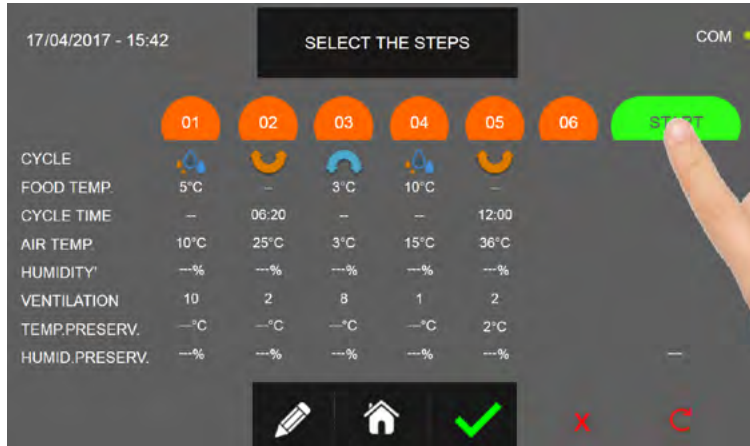 17/04/2017 - 15:42 SELECT THE STEPS COM
01 02 03 04 05 06 START
CYCLE
FOOD TEMP. 5°C -- 3°C 10°C --
CYCLE TIME -- 06:20 -- -- 12:00
AIR TEMP. 10°C 25°C 3°C 15°C 36°C
HUMIDITY' ---% ---% ---% ---% ---%
VENTILATION 10 2 8 1 2
TEMP.PRESERV. ---°C ---°C ---°C ---°C 2°C
HUMID.PRESERV. ---% ---% ---% ---% ---% ---
X